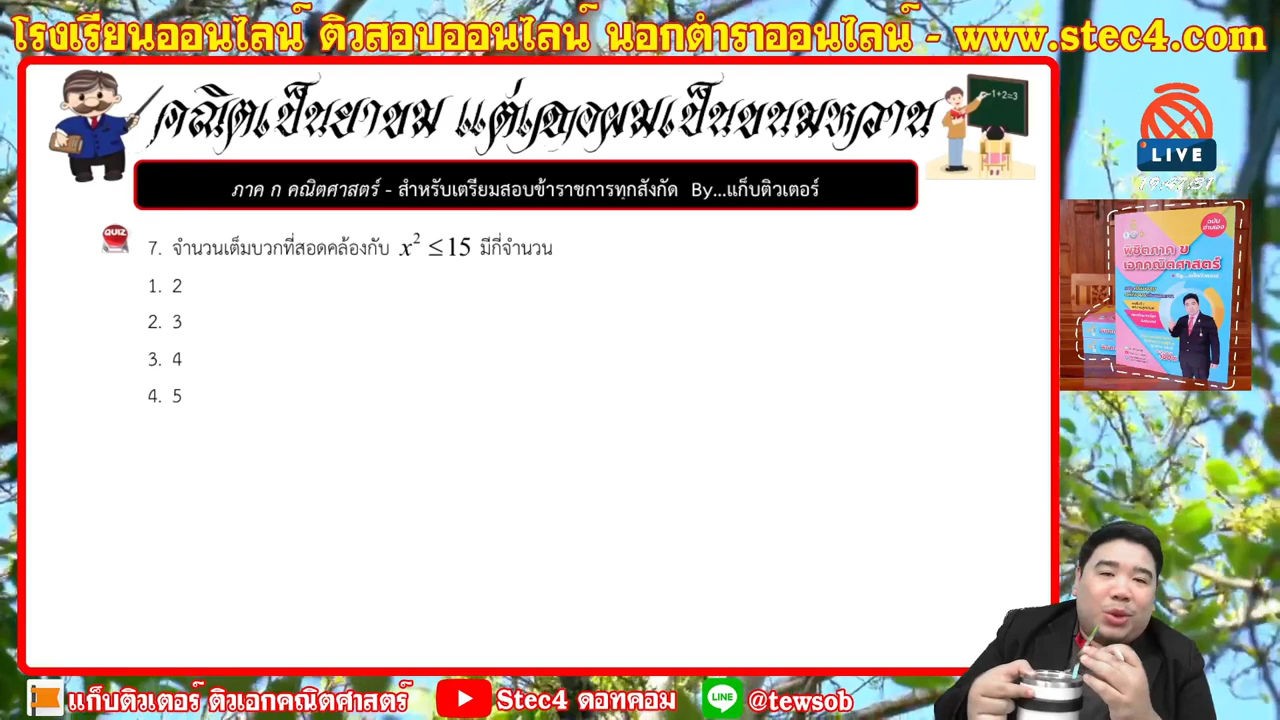 โรงเรียนออนไลน์ ติวสอบออนไลน์ นอกตำราออนไลน์ - www.stec4.com
คณิตเป็นยาขม แต่เธอผมเป็นขนมหวาน
-1+2=3
LIVE
19:47:51
ภาค ก คณิตศาสตร์ - สำหรับเตรียมสอบข้าราชการทุกสังกัด By...แก็บติวเตอร์
QUIZ
7. จำนวนเต็มบวกที่สอดคล้องกับ x² ≤ 15 มีกี่จำนวน
1. 2
2. 3
3. 4
4. 5
พิชิตภาค ข
เอกคณิตศาสตร์
แก็บติวเตอร์ ติวเอกคณิตศาสตร์ Stec4 ดอทคอม LINE @tewsob